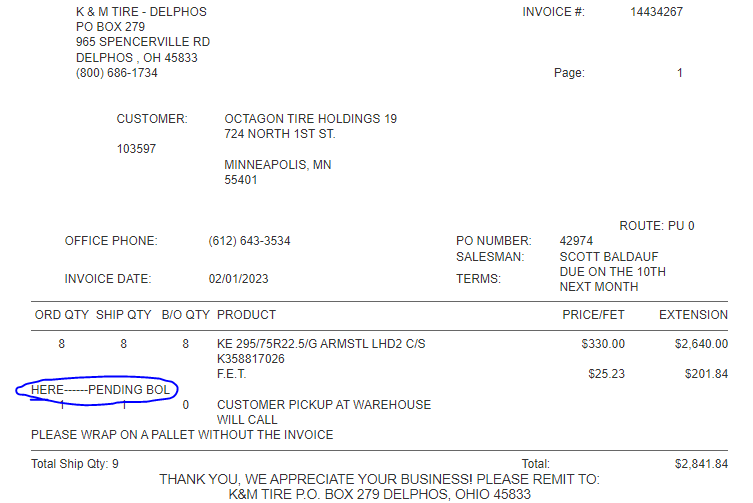 K & M TIRE - DELPHOS
PO BOX 279
965 SPENCERVILLE RD
DELPHOS , OH 45833
(800) 686-1734
INVOICE #: 14434267
Page: 1
CUSTOMER: OCTAGON TIRE HOLDINGS 19
724 NORTH 1ST ST.
103597
MINNEAPOLIS, MN
55401
ROUTE: PU 0
OFFICE PHONE: (612) 643-3534 PO NUMBER: 42974
SALESMAN: SCOTT BALDAUF
INVOICE DATE: 02/01/2023 TERMS: DUE ON THE 10TH
NEXT MONTH
ORD QTY SHIP QTY B/O QTY PRODUCT PRICE/FET EXTENSION
8 8 8 KE 295/75R22.5/G ARMSTL LHD2 C/S $330.00 $2,640.00
K358817026
F.E.T. $25.23 $201.84
HERE------PENDING BOL
1 1 0 CUSTOMER PICKUP AT WAREHOUSE
WILL CALL
PLEASE WRAP ON A PALLET WITHOUT THE INVOICE
Total Ship Qty: 9 Total: $2,841.84
THANK YOU, WE APPRECIATE YOUR BUSINESS! PLEASE REMIT TO:
K&M TIRE P.O. BOX 279 DELPHOS, OHIO 45833